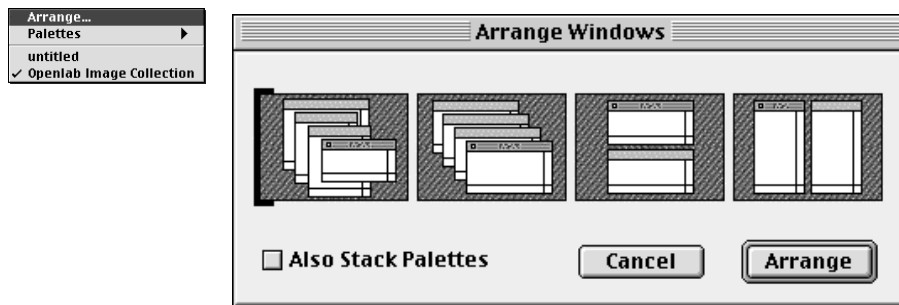 Arrange...
Palettes
untitled
✓ Openlab Image Collection
Arrange Windows
Also Stack Palettes
Cancel
Arrange